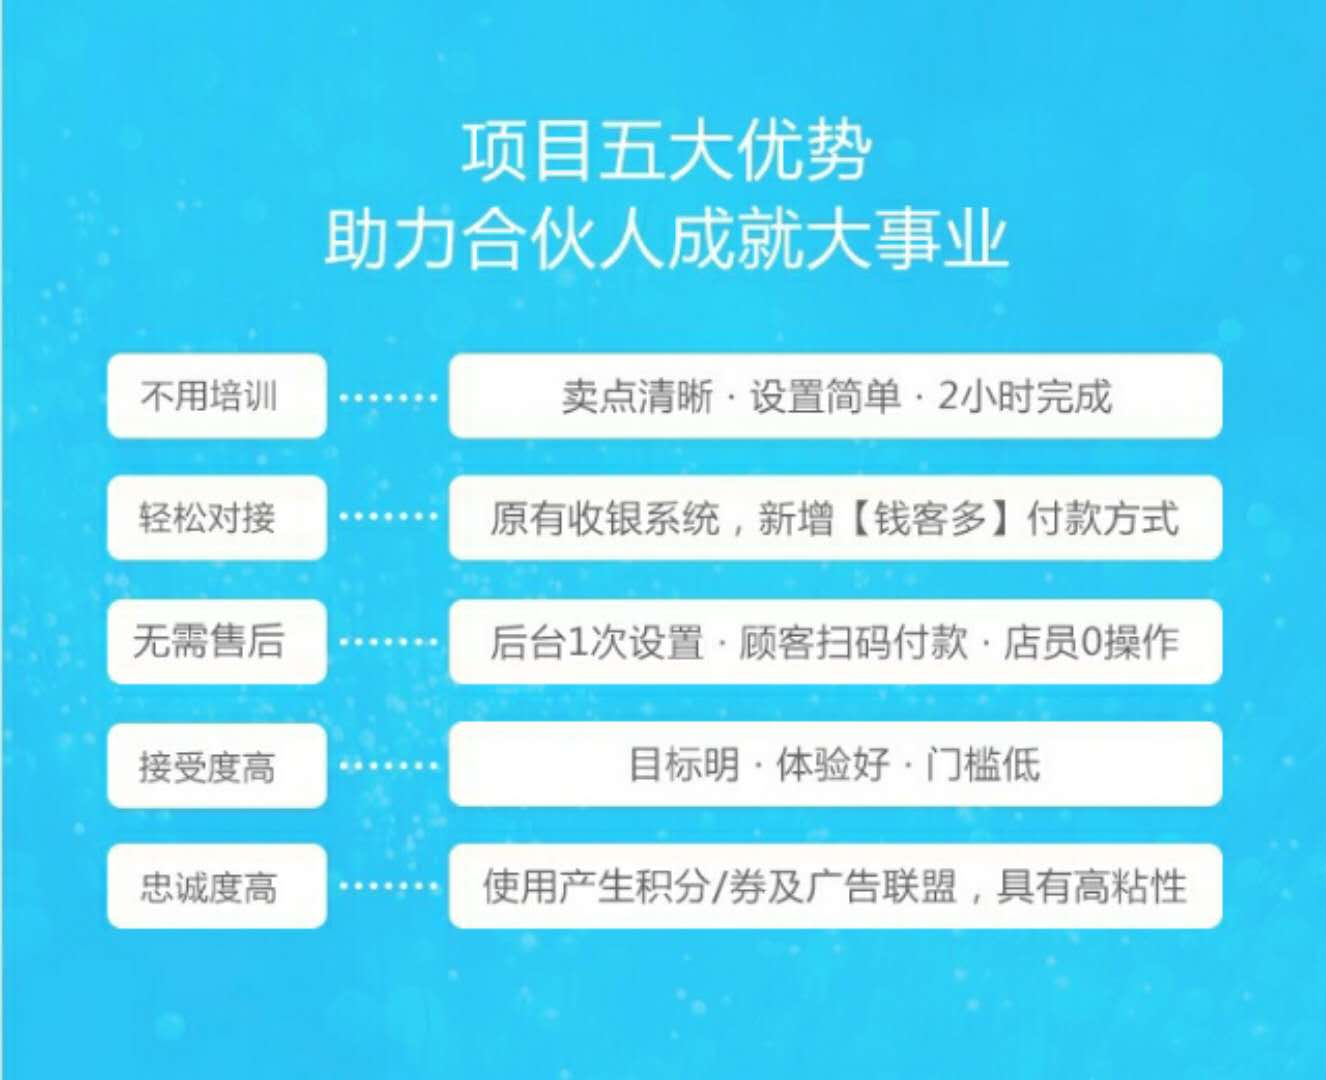 项目五大优势
助力合伙人成就大事业
不用培训
卖点清晰·设置简单·2小时完成
轻松对接
原有收银系统，新增【钱客多】付款方式
无需售后
后台1次设置·顾客扫码付款·店员0操作
接受度高
目标明·体验好·门槛低
忠诚度高
使用产生积分/券及广告联盟，具有高粘性